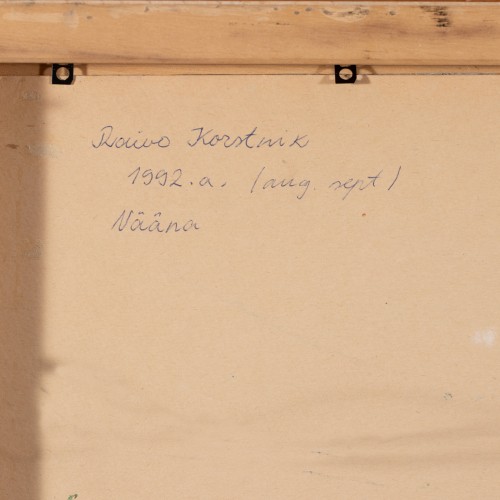 Raivo Korstnik
1992.a. (aug. sept)
Vääna